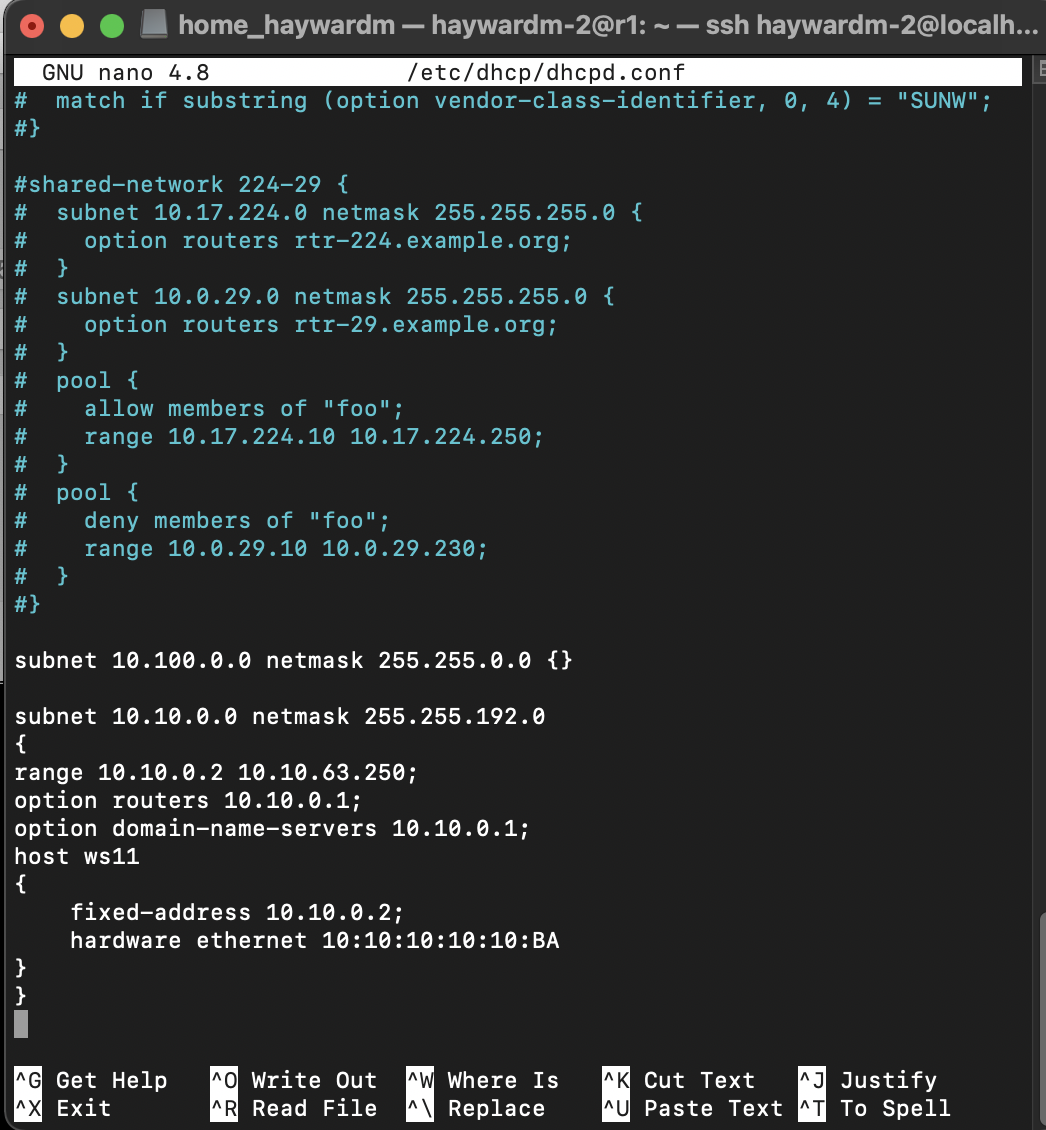 home_haywardm — haywardm-2@r1: ~ — ssh haywardm-2@localh...
GNU nano 4.8 /etc/dhcp/dhcpd.conf
#  match if substring (option vendor-class-identifier, 0, 4) = "SUNW";
#}
#shared-network 224-29 {
#  subnet 10.17.224.0 netmask 255.255.255.0 {
#    option routers rtr-224.example.org;
#  }
#  subnet 10.0.29.0 netmask 255.255.255.0 {
#    option routers rtr-29.example.org;
#  }
#  pool {
#    allow members of "foo";
#    range 10.17.224.10 10.17.224.250;
#  }
#  pool {
#    deny members of "foo";
#    range 10.0.29.10 10.0.29.230;
#  }
#}
subnet 10.100.0.0 netmask 255.255.0.0 {}
subnet 10.10.0.0 netmask 255.255.192.0
{
range 10.10.0.2 10.10.63.250;
option routers 10.10.0.1;
option domain-name-servers 10.10.0.1;
host ws11
{
    fixed-address 10.10.0.2;
    hardware ethernet 10:10:10:10:10:BA
}
}
^G Get Help ^O Write Out ^W Where Is ^K Cut Text ^J Justify
^X Exit ^R Read File ^\ Replace ^U Paste Text ^T To Spell